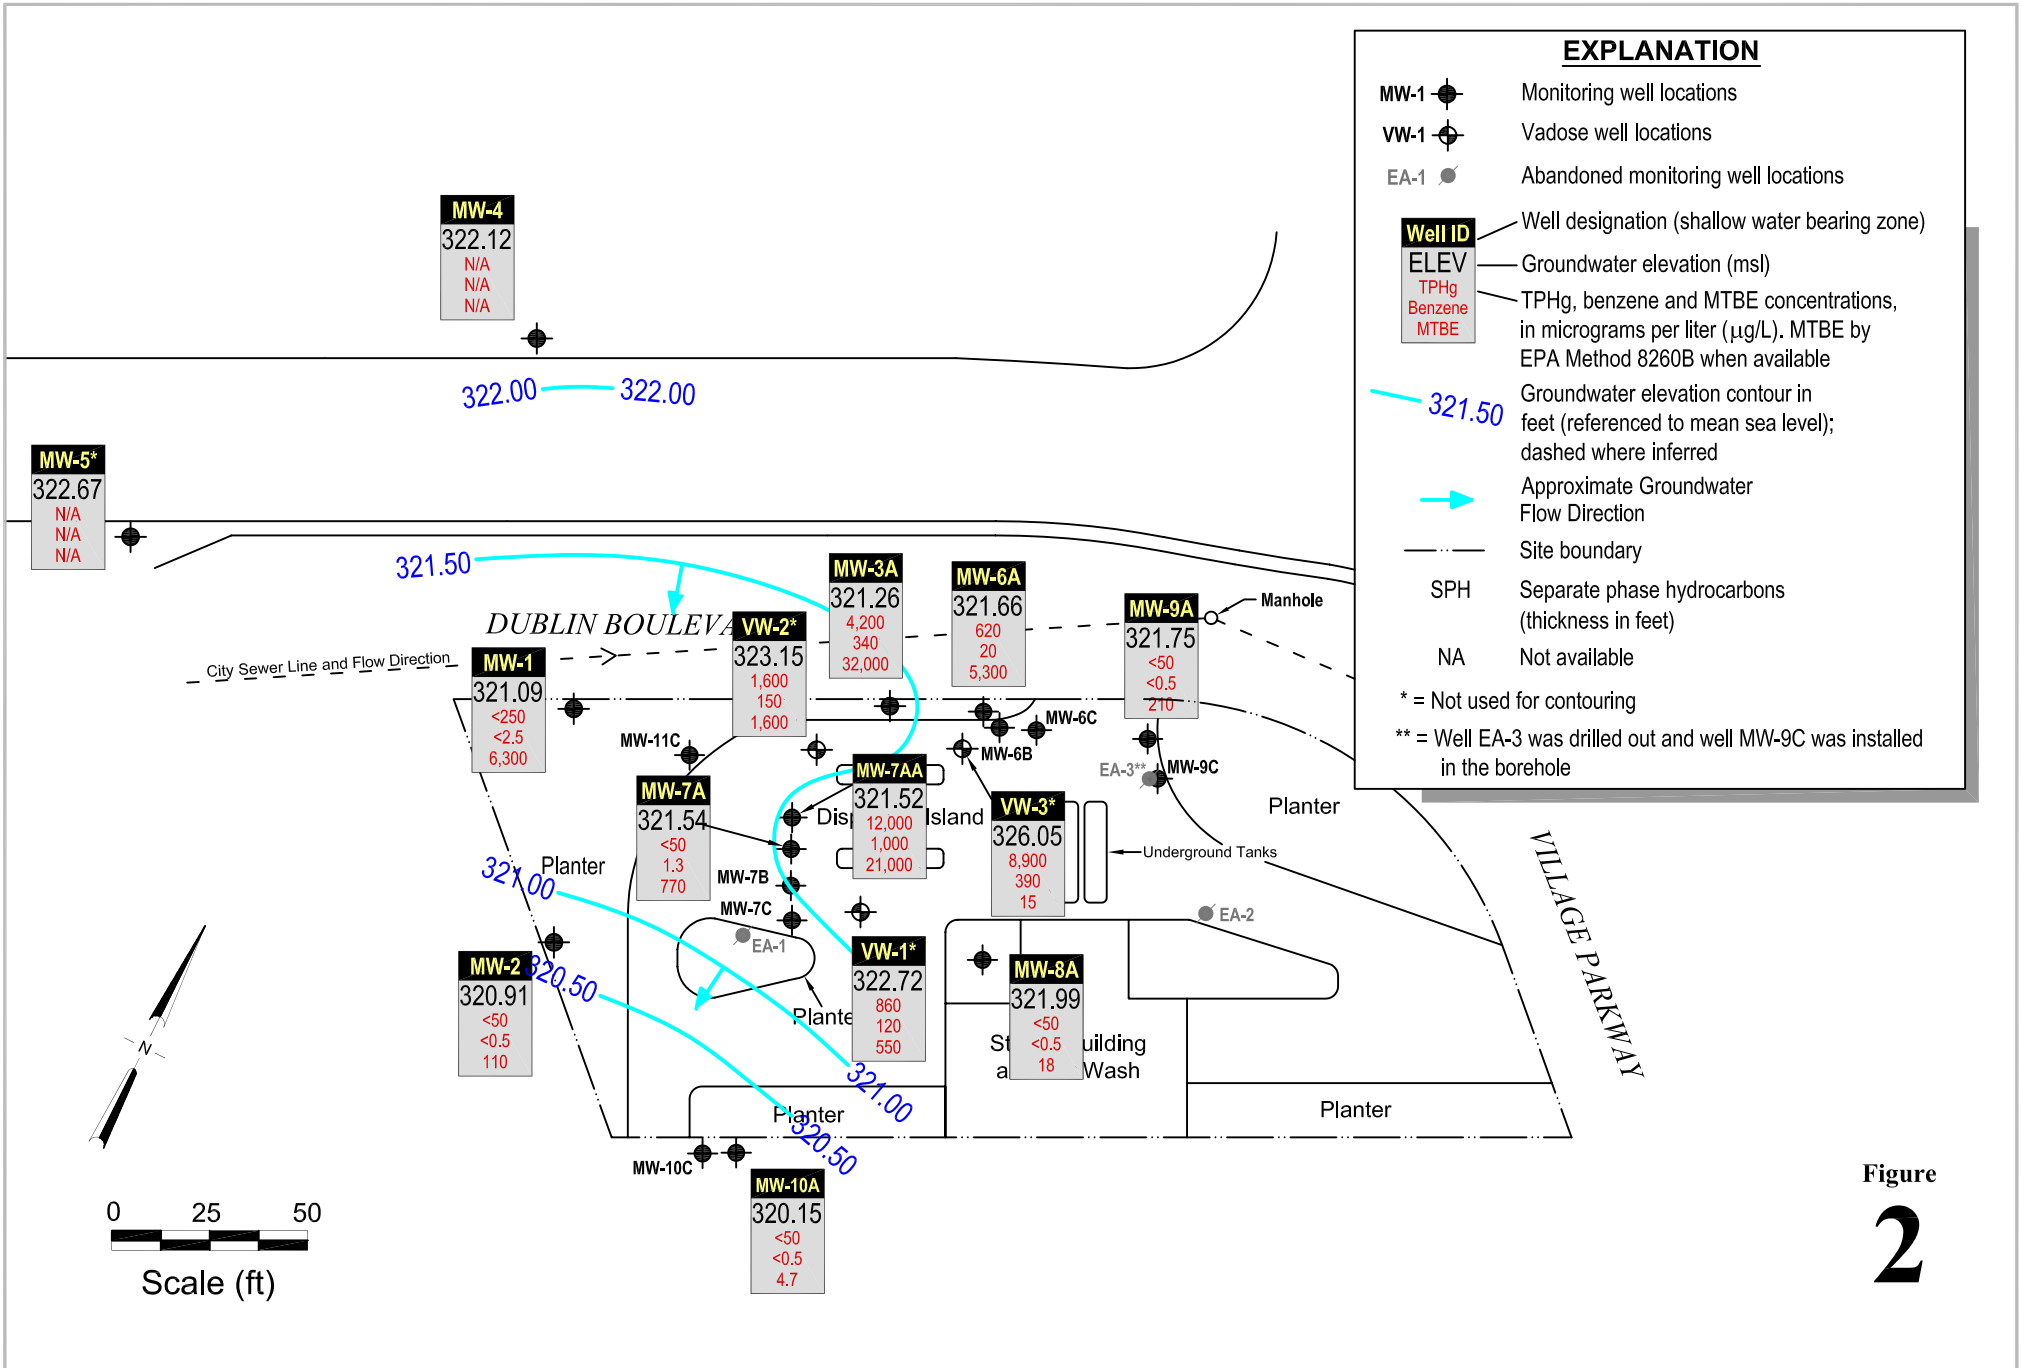 EXPLANATION
MW-1
Monitoring well locations
VW-1
Vadose well locations
EA-1
Abandoned monitoring well locations
Well ID
ELEV
TPHg
Benzene
MTBE
Well designation (shallow water bearing zone)
Groundwater elevation (msl)
TPHg, benzene and MTBE concentrations,
in micrograms per liter (µg/L). MTBE by
EPA Method 8260B when available
321.50
Groundwater elevation contour in
feet (referenced to mean sea level);
dashed where inferred
Approximate Groundwater
Flow Direction
Site boundary
SPH
Separate phase hydrocarbons
(thickness in feet)
NA
Not available
* = Not used for contouring
** = Well EA-3 was drilled out and well MW-9C was installed
in the borehole
MW-4
322.12
N/A
N/A
N/A
322.00
322.00
MW-5*
322.67
N/A
N/A
N/A
321.50
DUBLIN BOULEVA
City Sewer Line and Flow Direction
MW-1
321.09
<250
<2.5
6,300
VW-2*
323.15
1,600
150
1,600
MW-3A
321.26
4,200
340
32,000
MW-6A
321.66
620
20
5,300
MW-9A
321.75
<50
<0.5
210
Manhole
MW-11C
MW-6C
MW-6B
EA-3**
MW-9C
MW-7A
321.54
<50
1.3
770
MW-7AA
321.52
12,000
1,000
21,000
Dis
Island
VW-3*
326.05
8,900
390
15
Underground Tanks
Planter
VILLAGE PARKWAY
Planter
321.00
MW-7B
MW-7C
EA-1
EA-2
MW-2
320.91
<50
<0.5
110
320.50
Plante
VW-1*
322.72
860
120
550
MW-8A
321.99
<50
<0.5
18
St
uilding
a
Wash
321.00
Planter
320.50
Planter
MW-10C
MW-10A
320.15
<50
<0.5
4.7
N
0 25 50
Scale (ft)
Figure
2